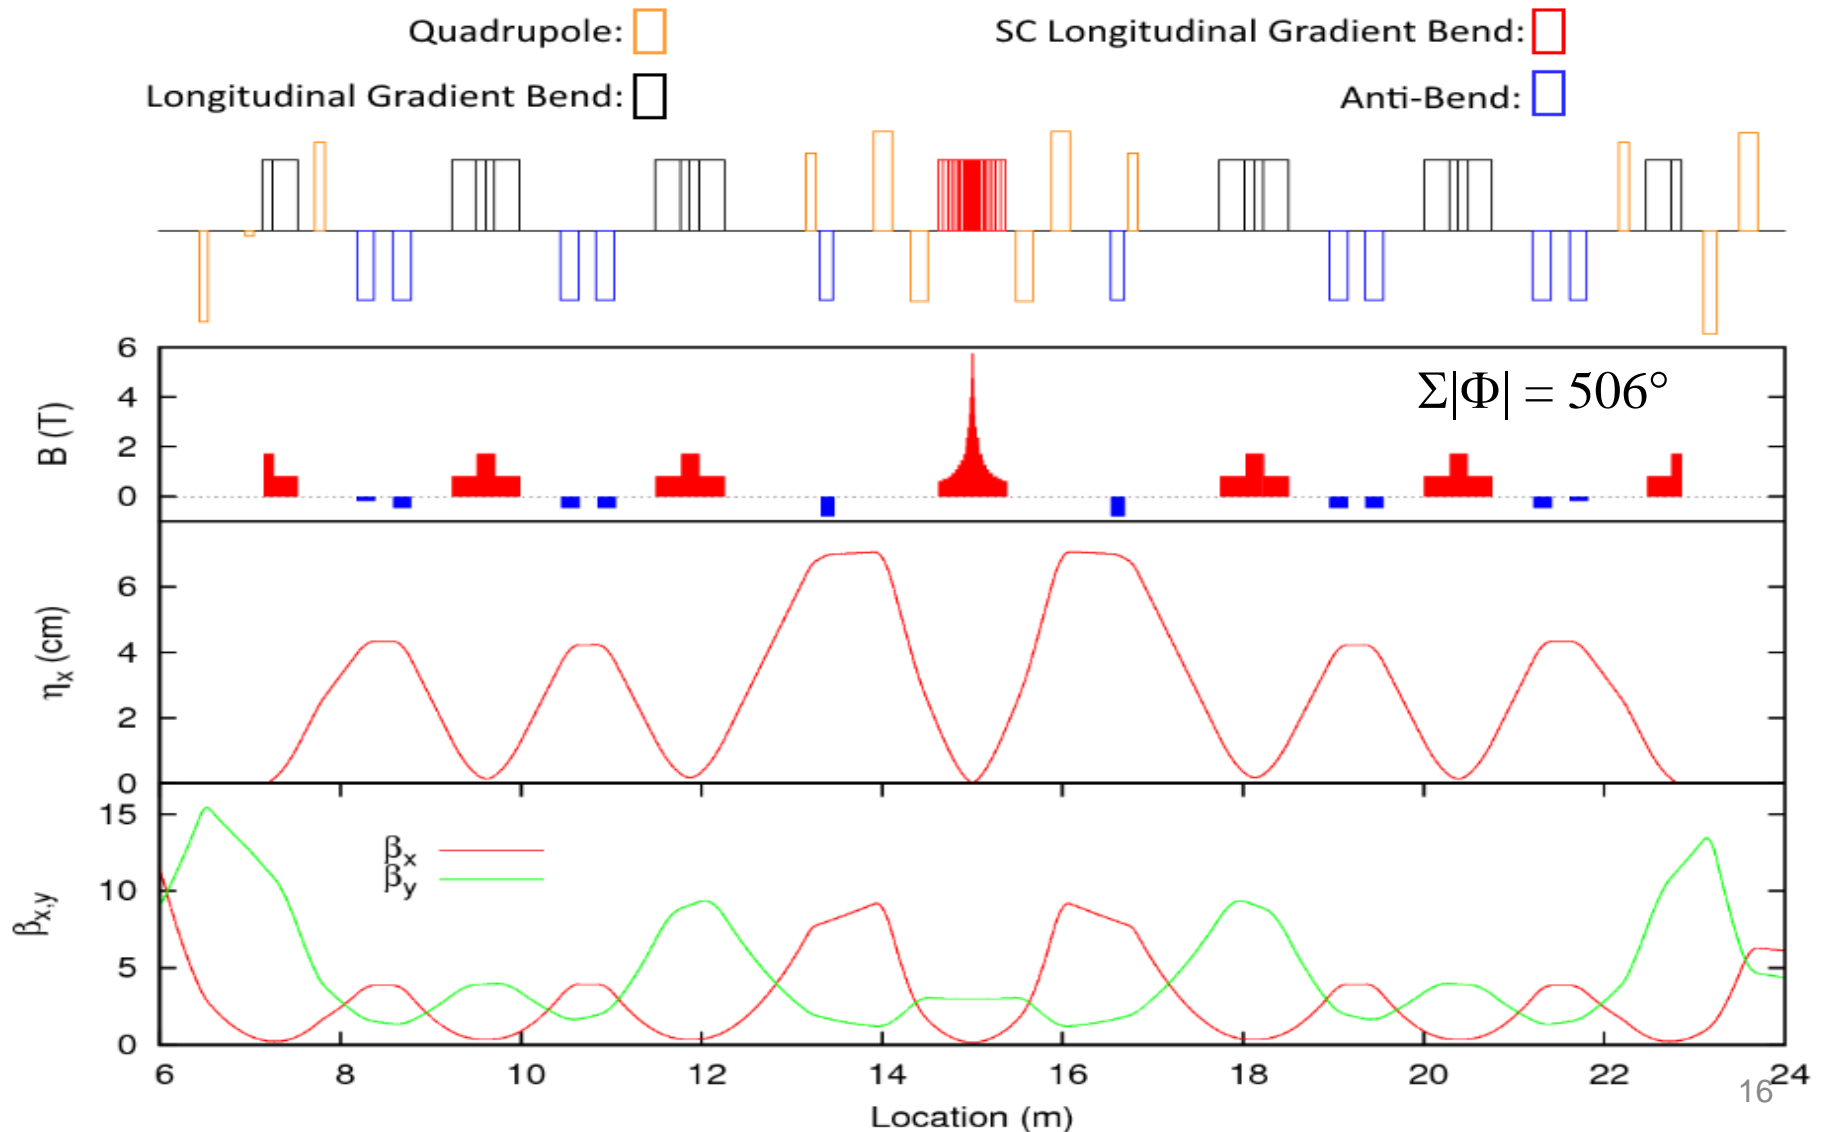 Quadrupole: SC Longitudinal Gradient Bend:
Longitudinal Gradient Bend: Anti-Bend:
6
4
2
0
B (T)
Σ|Φ| = 506°
6
4
2
0
ηx (cm)
15
10
5
0
βx,y
βx
βy
6 8 10 12 14 16 18 20 22 24
Location (m)
16